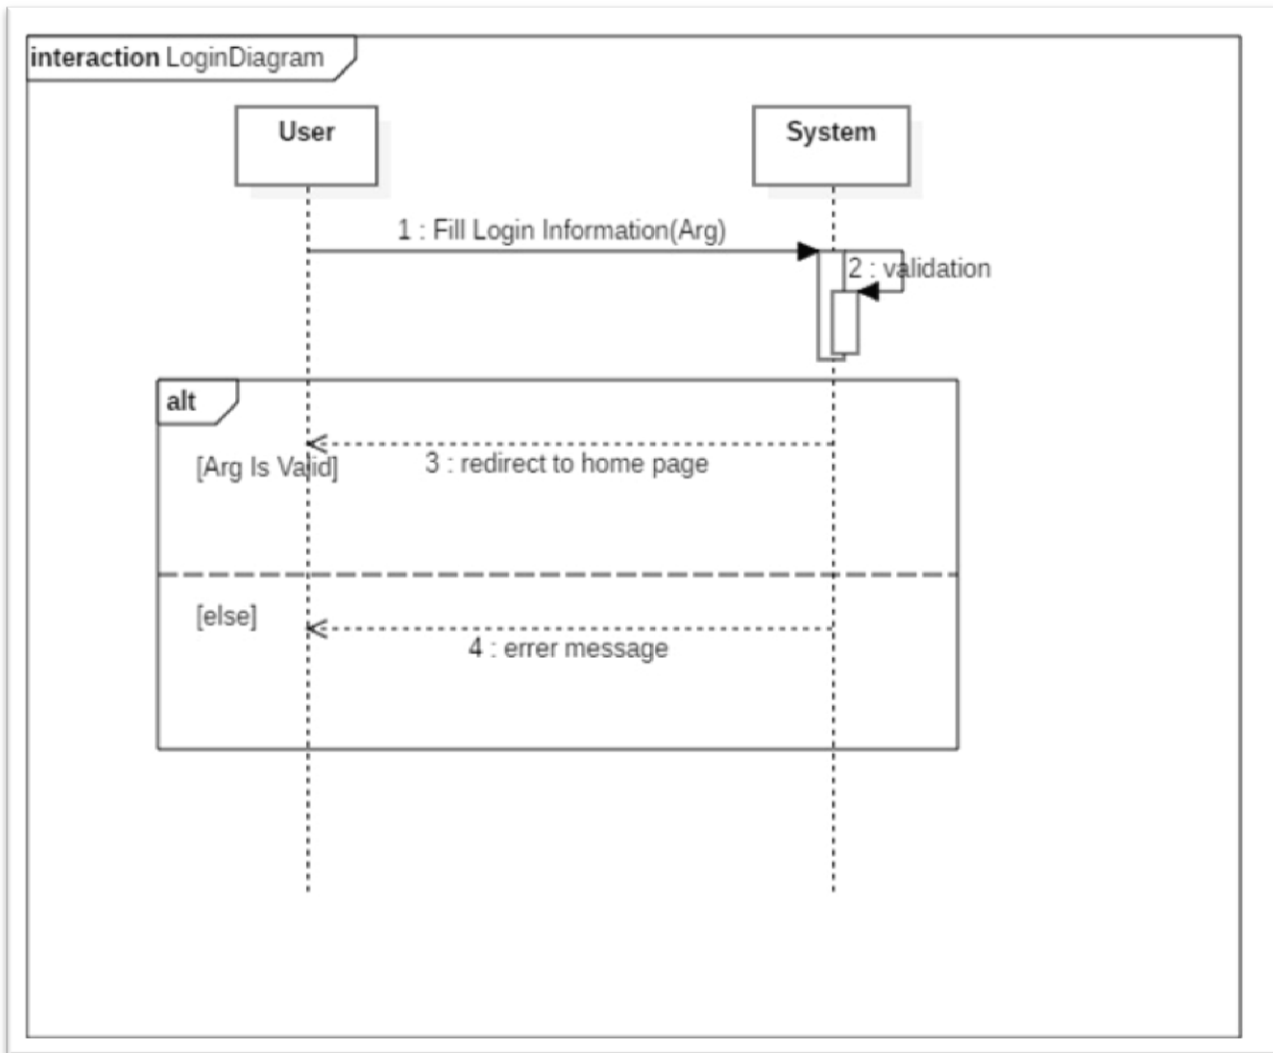 interaction LoginDiagram
User
System
1 : Fill Login Information(Arg)
2 : validation
alt
[Arg Is Valid]
3 : redirect to home page
[else]
4 : errer message